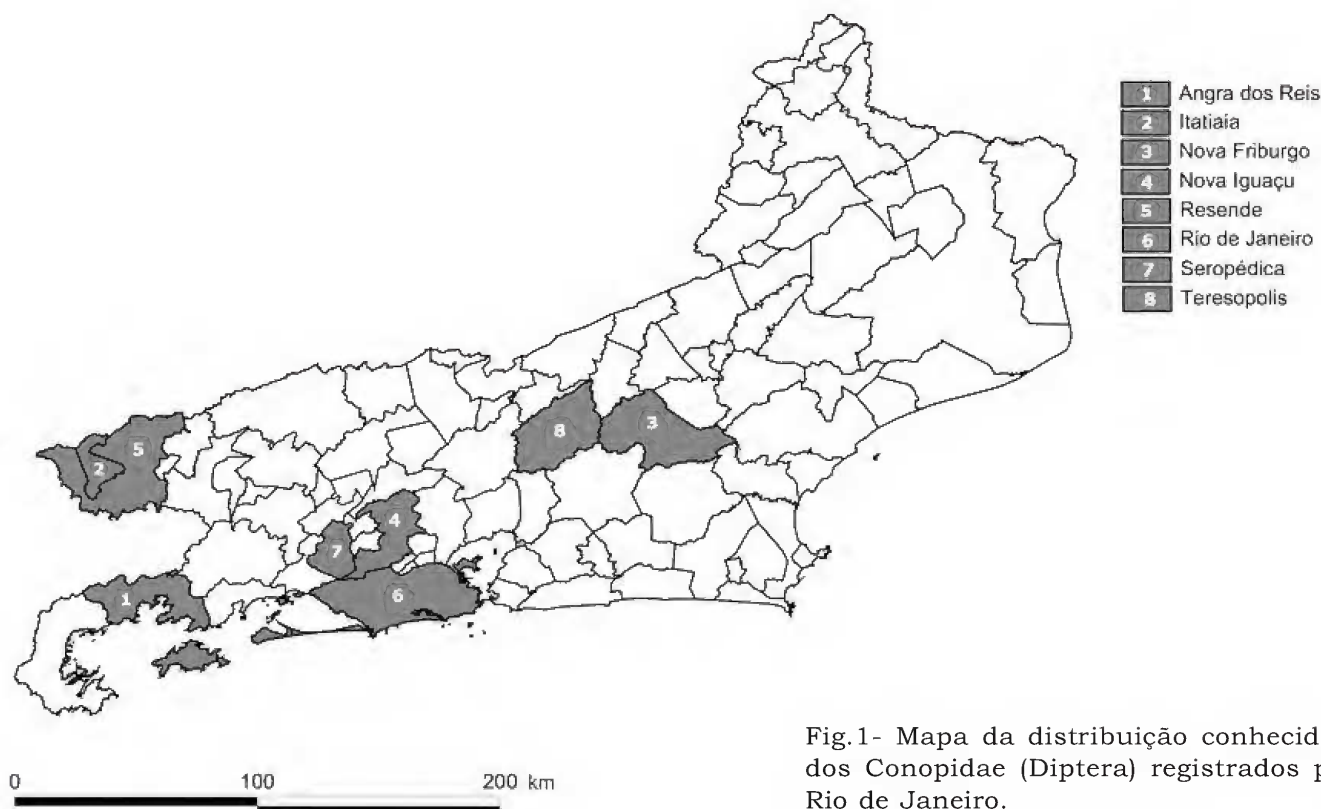 1 Angra dos Reis
2 Itatiaía
3 Nova Friburgo
4 Nova Iguaçu
5 Resende
6 Río de Janeiro
7 Seropédica
8 Teresopolis
8
3
5
2
4
7
6
1
0 100 200 km
Fig.1- Mapa da distribuição conhecid
dos Conopidae (Diptera) registrados p
Rio de Janeiro.